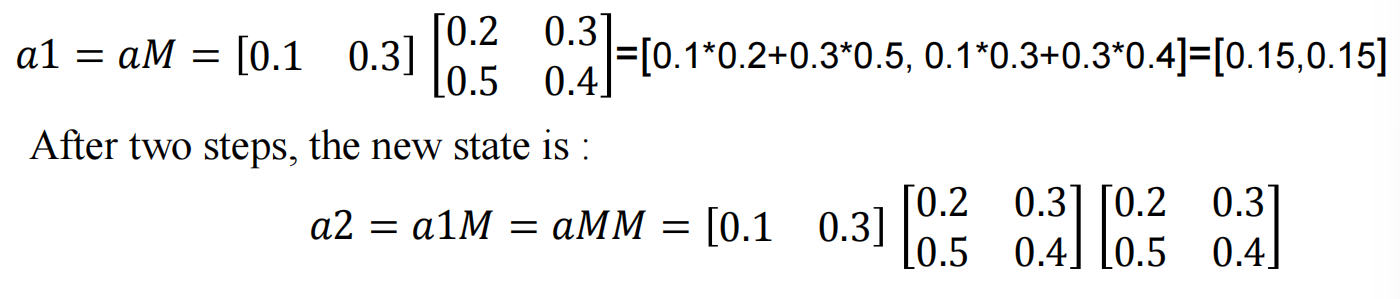 a1 = aM = [0.1 0.3] [0.2 0.3; 0.5 0.4]=[0.1*0.2+0.3*0.5, 0.1*0.3+0.3*0.4]=[0.15,0.15]
After two steps, the new state is :
a2 = a1M = aMM = [0.1 0.3] [0.2 0.3; 0.5 0.4] [0.2 0.3; 0.5 0.4]